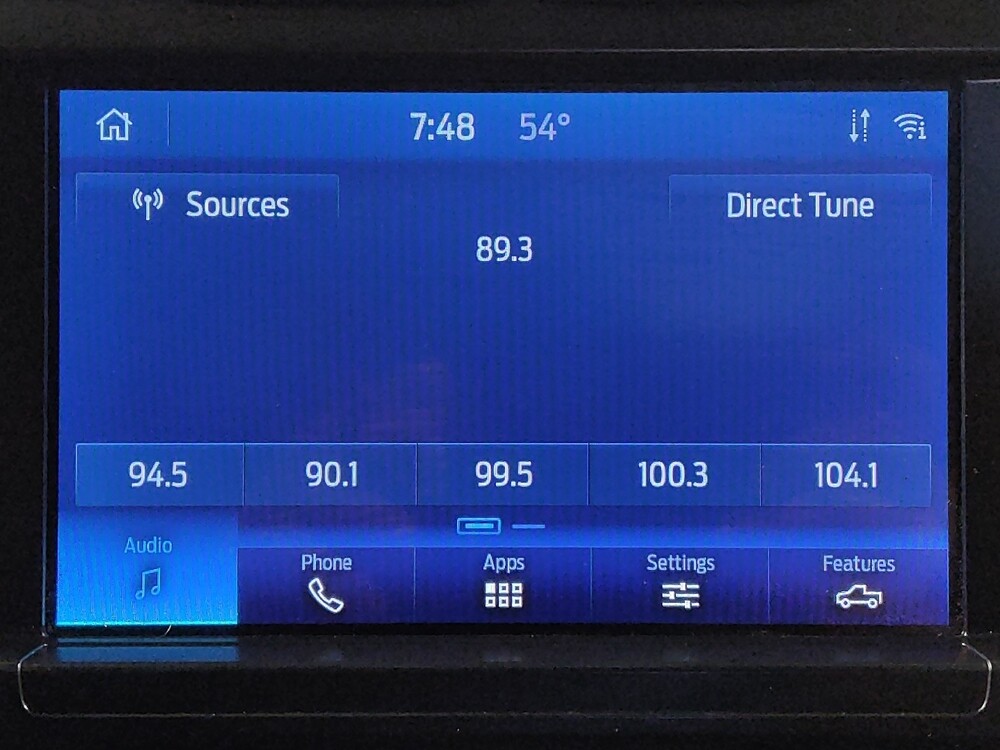 7:48 54°
Sources Direct Tune
89.3
94.5 90.1 99.5 100.3 104.1
Audio Phone Apps Settings Features